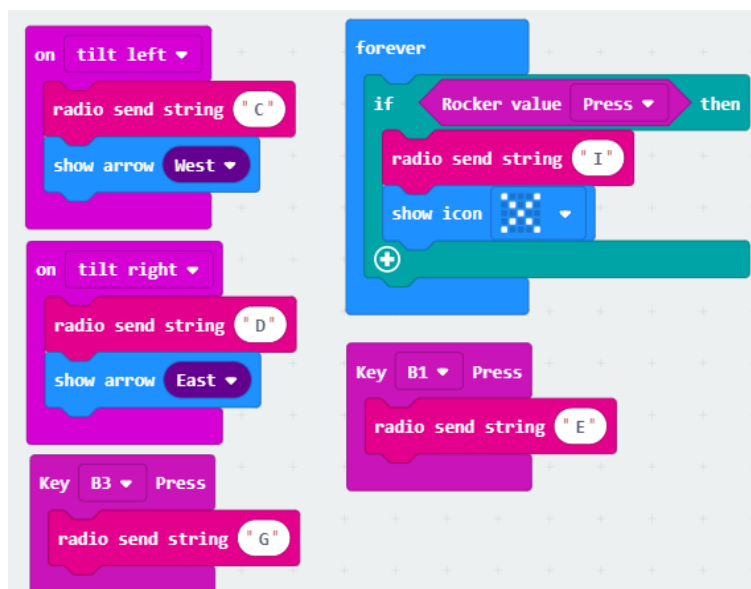 on tilt left
radio send string "C"
show arrow West
on tilt right
radio send string "D"
show arrow East
Key B3 Press
radio send string "G"
forever
if Rocker value Press then
radio send string "I"
show icon
Key B1 Press
radio send string "E"